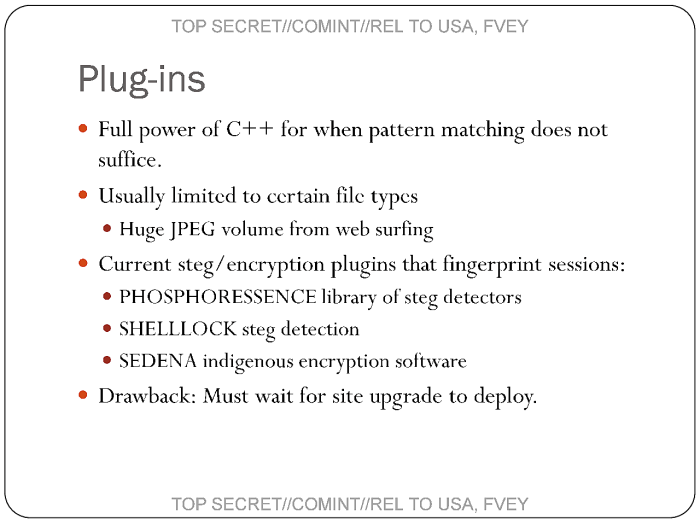 TOP SECRET//COMINT//REL TO USA, FVEY
Plug-ins
Full power of C++ for when pattern matching does not
suffice.
Usually limited to certain file types
Huge JPEG volume from web surfing
Current steg/encryption plugins that fingerprint sessions:
PHOSPHORESSENCE library of steg detectors
SHELLLOCK steg detection
SEDENA indigenous encryption software
Drawback: Must wait for site upgrade to deploy.
TOP SECRET//COMINT//REL TO USA, FVEY